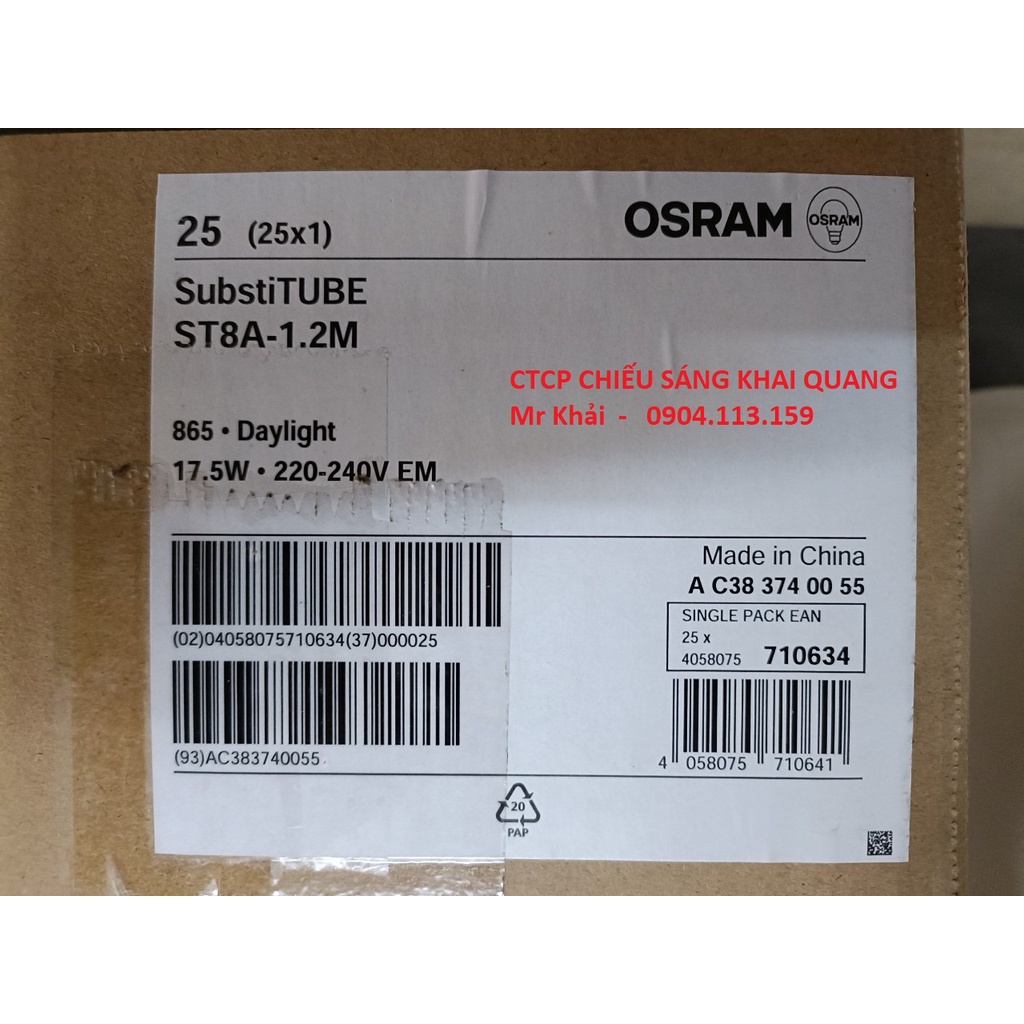 25 (25x1)
OSRAM OSRAM
SubstiTUBE
ST8A-1.2M
CTCP CHIẾU SÁNG KHAI QUANG
Mr Khải - 0904.113.159
865 • Daylight
17.5W • 220-240V EM
(02)04058075710634(37)000025
(93)AC383740055
Made in China
A C38 374 00 55
SINGLE PACK EAN
25 x
4058075 710634
4 058075 710641
20
PAP